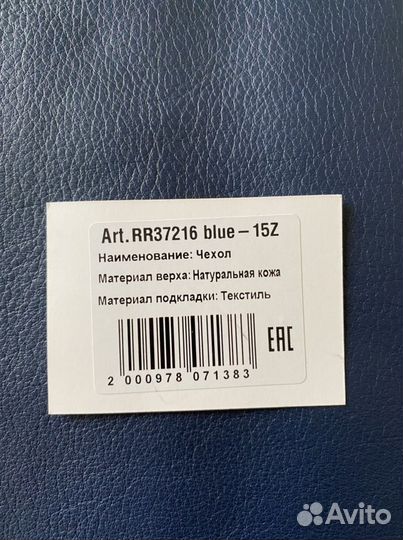 Art. RR37216 blue – 15Z
Наименование: Чехол
Материал верха: Натуральная кожа
Материал подкладки: Текстиль
EAC
2 000978 071383
Avito